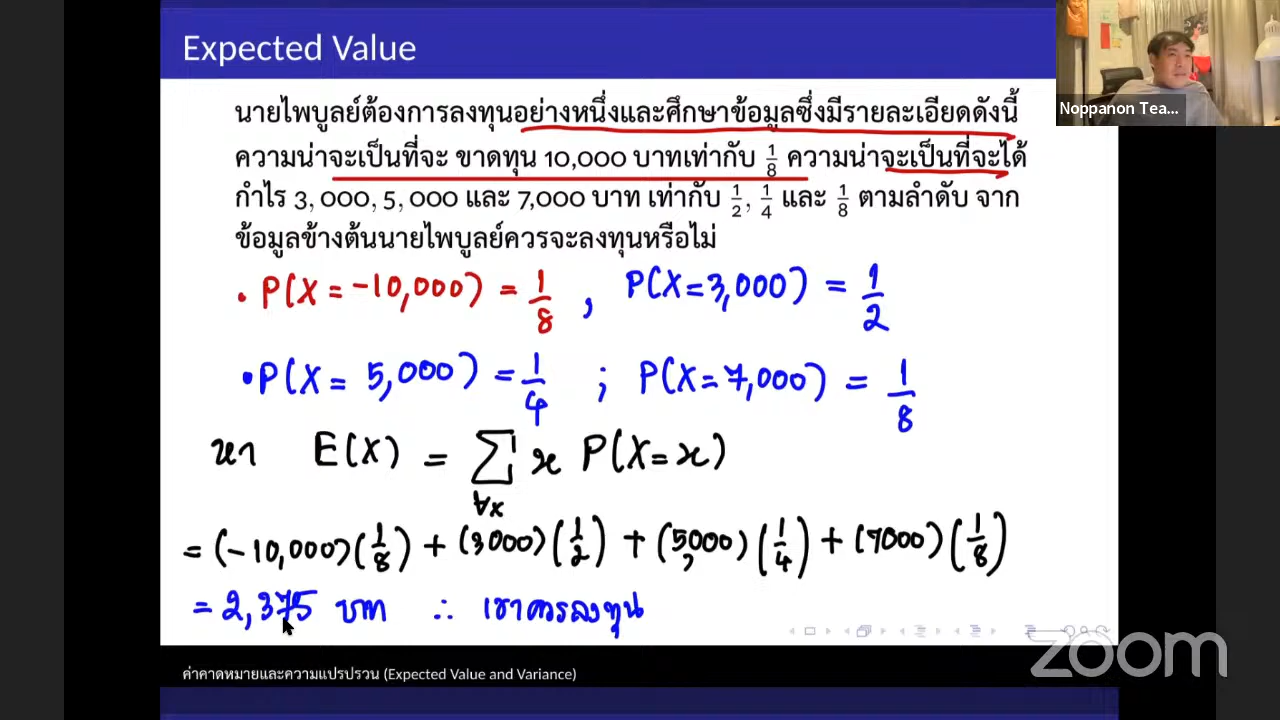 Expected Value
นายไพบูลย์ต้องการลงทุนอย่างหนึ่งและศึกษาข้อมูลซึ่งมีรายละเอียดดังนี้
ความน่าจะเป็นที่จะ ขาดทุน 10,000 บาทเท่ากับ 1/8 ความน่าจะเป็นที่จะได้
กำไร 3, 000, 5, 000 และ 7,000 บาท เท่ากับ 1/2, 1/4 และ 1/8 ตามลำดับ จาก
ข้อมูลข้างต้นนายไพบูลย์ควรจะลงทุนหรือไม่
• P(X = -10,000) = 1/8 , P(X=3,000) = 1/2
• P(X = 5,000) = 1/4 ; P(X=7,000) = 1/8
หา E(X) = ∑ x P(X=x)
∀x
= (-10,000)(1/8) + (3000)(1/2) + (5,000)(1/4) + (7000)(1/8)
= 2,375 บาท ∴ เขาควรลงทุน
ค่าคาดหมายและความแปรปรวน (Expected Value and Variance)
Noppanon Tea...
zoom